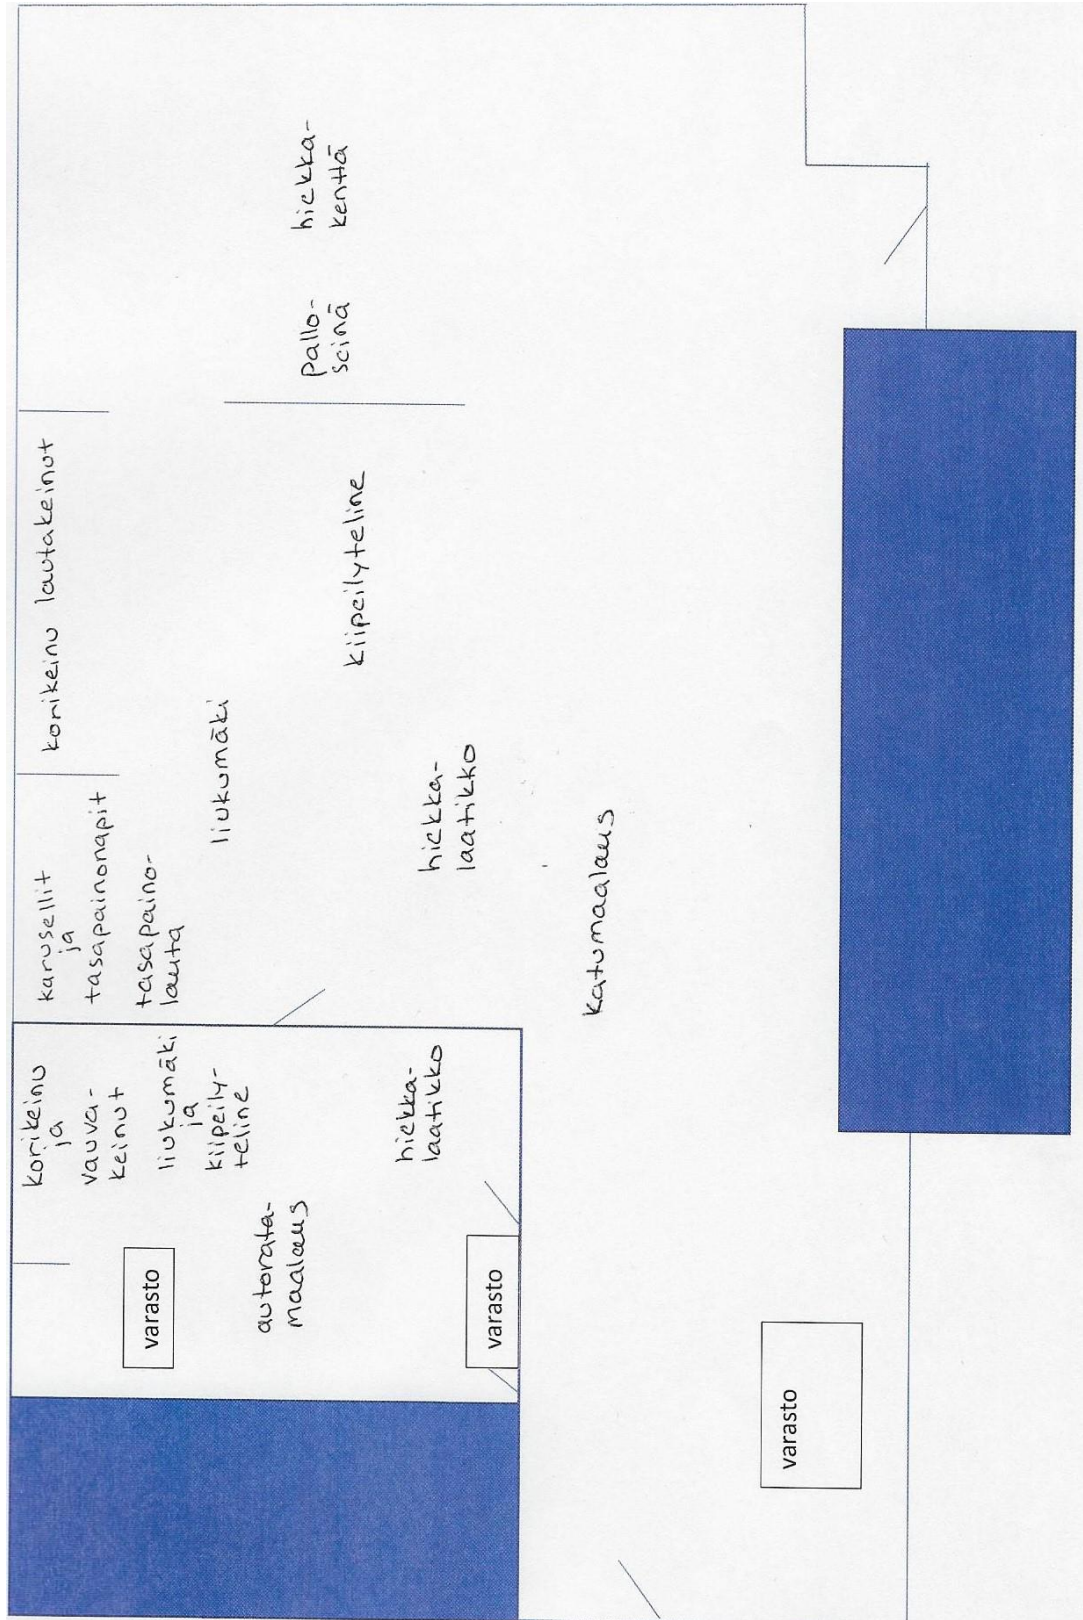 korikeinu
ja
vauva-
keinut
karusellit
ja
tasapainonapit
tasapaino-
lauta
korikeinu lautakeinut
varasto
liukumäki
ja
kiipeily-
teline
liukumäki
autorata-
maalaus
pallo-
seinä
hiekka-
kenttä
kiipeilyteline
hiekka-
laatikko
hiekka-
laatikko
varasto
katumaalaus
varasto